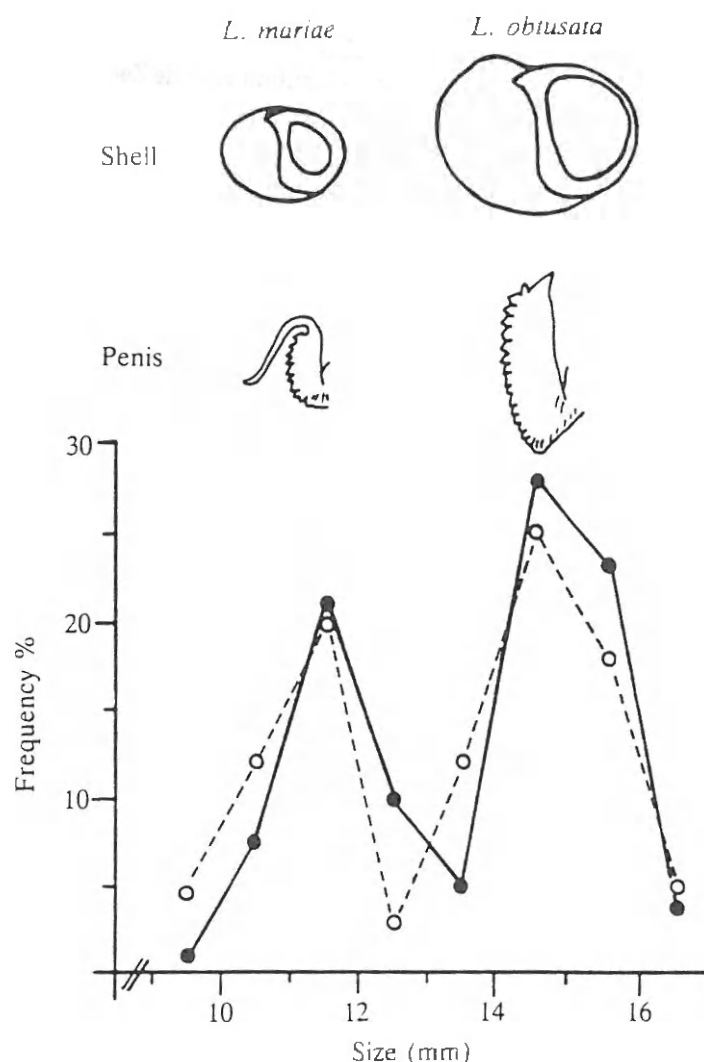 L. mariae L. obtusata
Shell
Penis
30
20
10
Frequency %
10 12 14 16
Size (mm)